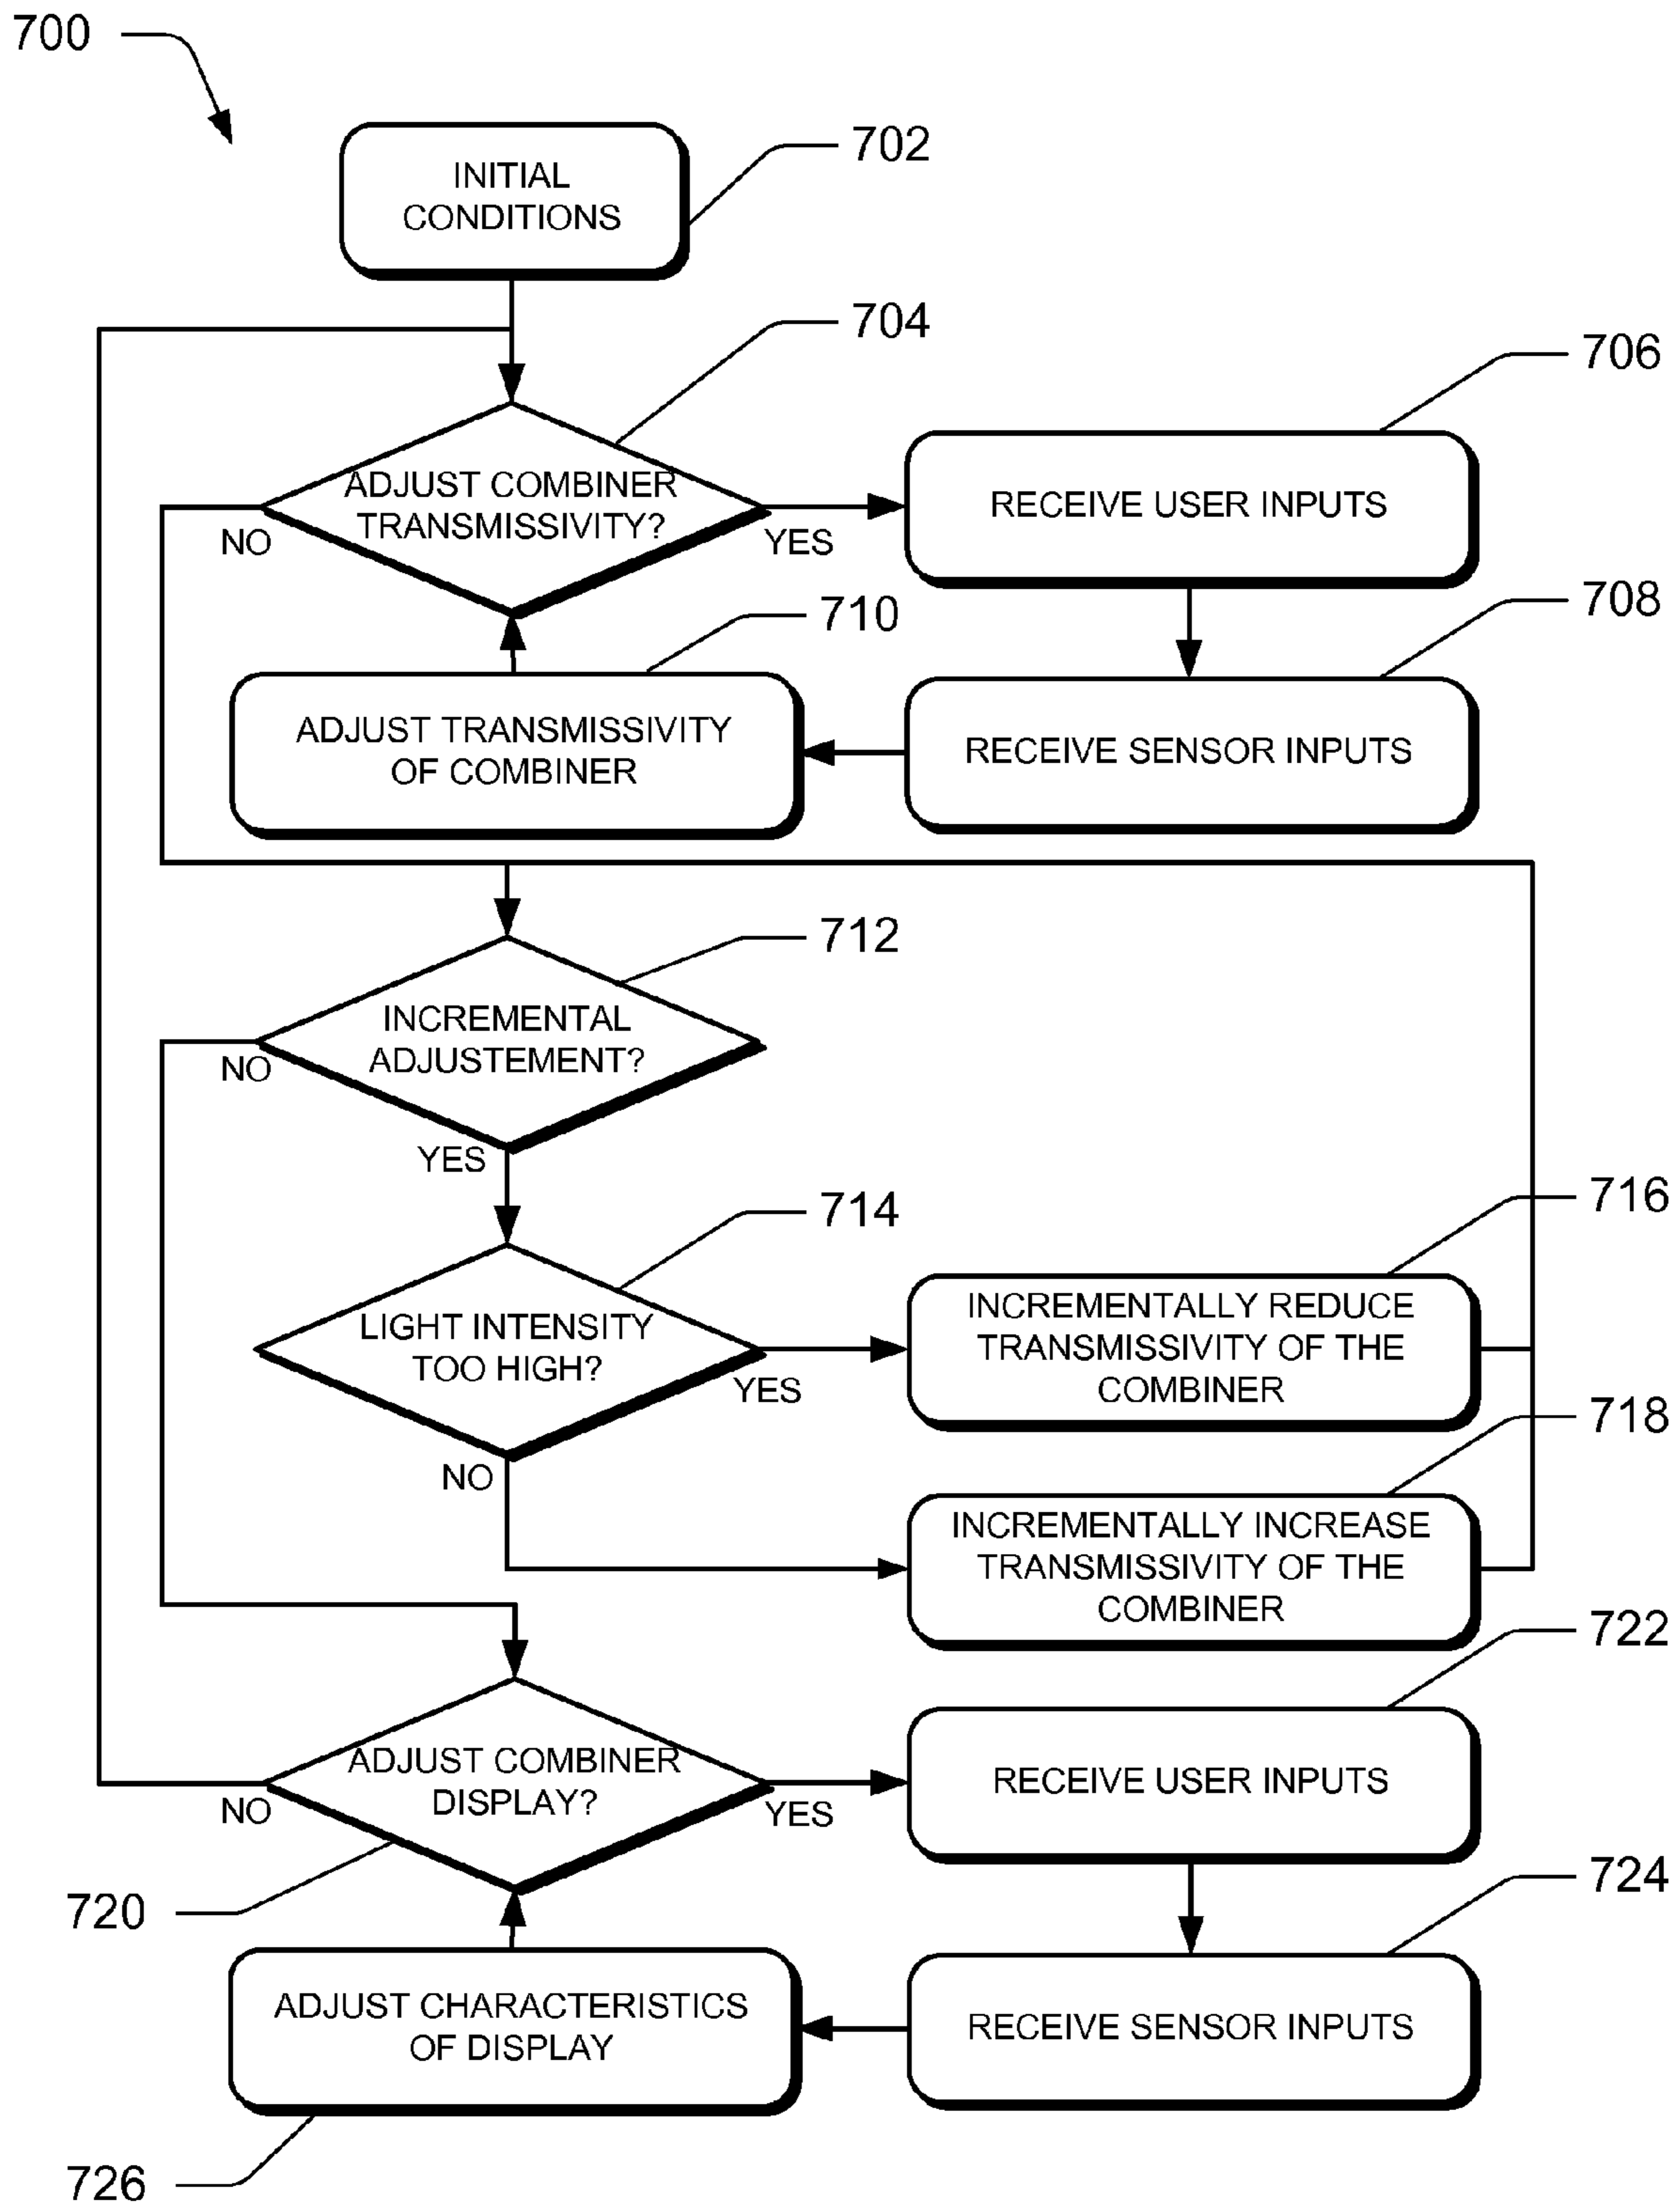 700
INITIAL
CONDITIONS
702
704
ADJUST COMBINER
TRANSMISSIVITY?
NO
YES
706
RECEIVE USER INPUTS
708
RECEIVE SENSOR INPUTS
710
ADJUST TRANSMISSIVITY
OF COMBINER
712
INCREMENTAL
ADJUSTEMENT?
NO
YES
714
LIGHT INTENSITY
TOO HIGH?
YES
NO
716
INCREMENTALLY REDUCE
TRANSMISSIVITY OF THE
COMBINER
718
INCREMENTALLY INCREASE
TRANSMISSIVITY OF THE
COMBINER
720
ADJUST COMBINER
DISPLAY?
NO
YES
722
RECEIVE USER INPUTS
724
RECEIVE SENSOR INPUTS
ADJUST CHARACTERISTICS
OF DISPLAY
726